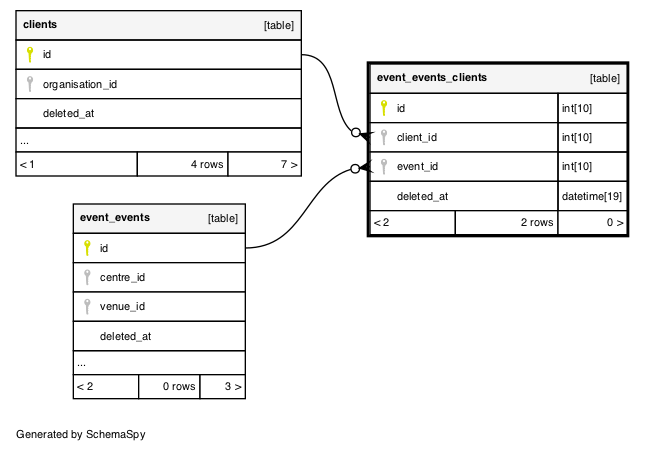 clients [table]
id
organisation_id
deleted_at
...
< 1 4 rows 7 >
event_events_clients [table]
id int[10]
client_id int[10]
event_id int[10]
deleted_at datetime[19]
< 2 2 rows 0 >
event_events [table]
id
centre_id
venue_id
deleted_at
...
< 2 0 rows 3 >
Generated by SchemaSpy